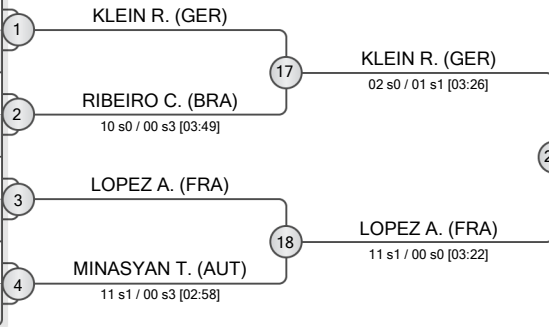 KLEIN R. (GER)
1
17
KLEIN R. (GER)
02 s0 / 01 s1 [03:26]
RIBEIRO C. (BRA)
2
10 s0 / 00 s3 [03:49]
LOPEZ A. (FRA)
3
18
LOPEZ A. (FRA)
11 s1 / 00 s0 [03:22]
MINASYAN T. (AUT)
4
11 s1 / 00 s3 [02:58]